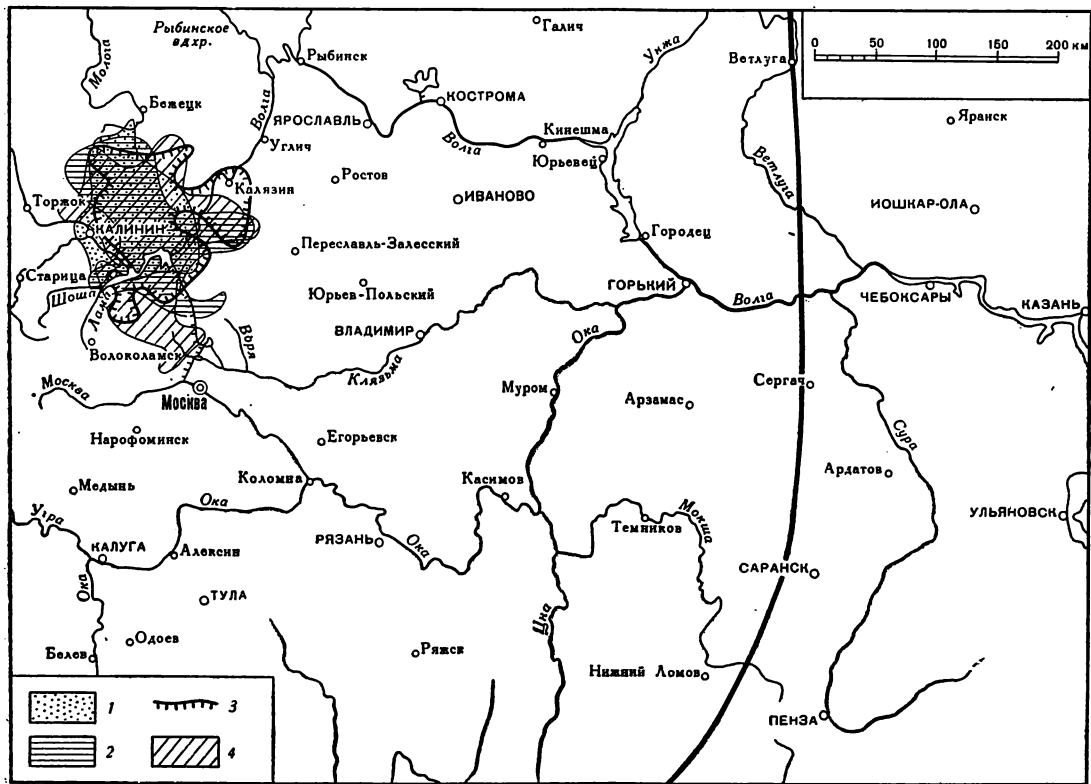 Рыбинское
вдхр.
Галич
Унжа
Ветлуга
0 50 100 200 км
Молога
Рыбинск
Бежецк
КОСТРОМА
Волга
ЯРОСЛАВЛЬ
Углич
Волга
Кинешма
Юрьевей
Яранск
Ветлуга
Калязин
Ростов
ИВАНОВО
Торжок
КАЛИНИН
ИОШКАР-ОЛА
Городец
Переславль-Залесский
Старица
Шоша
Лама
Юрьев-Польский
ГОРЬКИЙ
Волга
ЧЕБОКСАРЫ
КАЗАНЬ
ВЛАДИМИР
Ока
Воря
Волоколамск
Клязьма
Москва
Москва
Муром
Арзамас
Сергач
Сура
Нарофоминск
Егорьевск
Ардатов
Медынь
Коломна
Касимов
Ока
Угра
Темников
Мокша
УЛЬЯНОВСК
КАЛУГА
Алексин
РЯЗАНЬ
Ока
САРАНСК
Ока
ТУЛА
Цна
Одоев
Белев
Ряжск
Нижний Ломов
ПЕНЗА
1 3
2 4